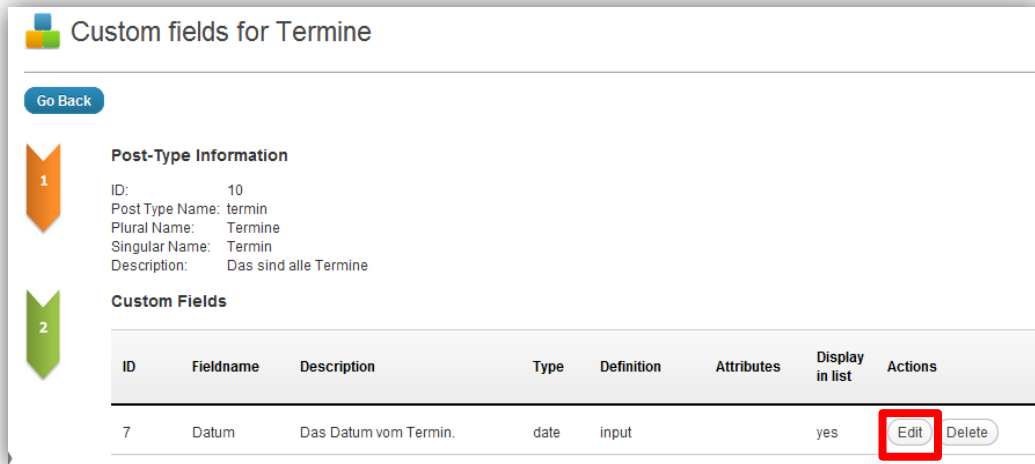 Custom fields for Termine
Go Back
1
Post-Type Information
ID: 10
Post Type Name: termin
Plural Name: Termine
Singular Name: Termin
Description: Das sind alle Termine
2
Custom Fields
ID Fieldname Description Type Definition Attributes Display in list Actions
7 Datum Das Datum vom Termin. date input yes Edit Delete